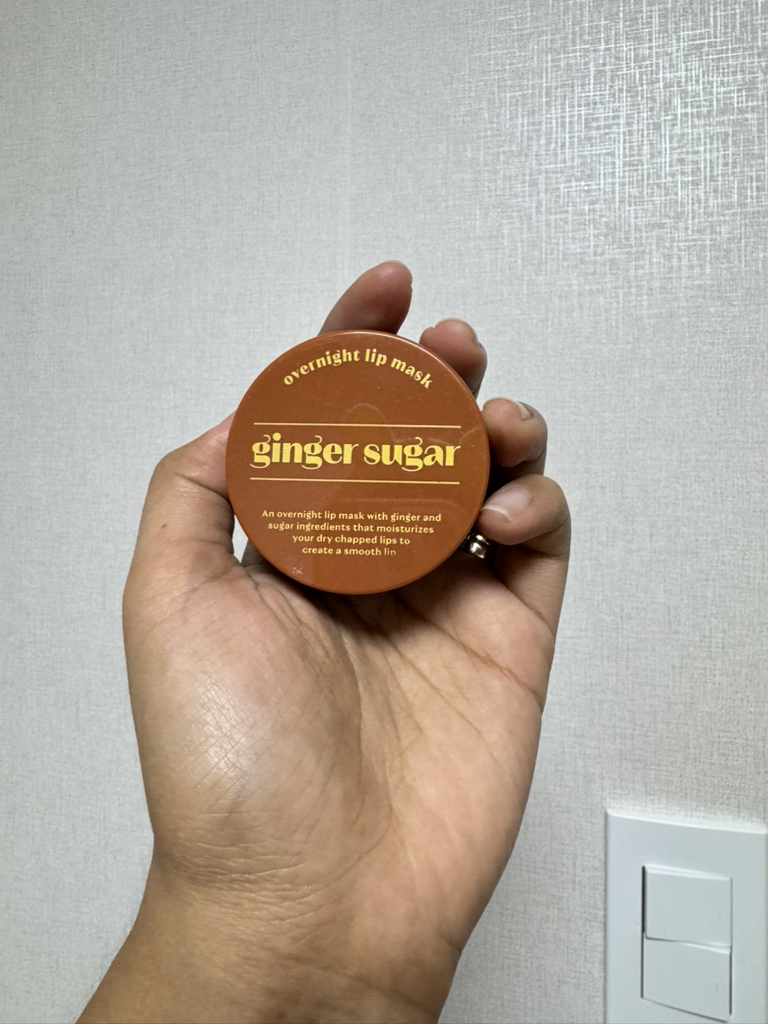 overnight lip mask
ginger sugar
An overnight lip mask with ginger and
sugar ingredients that moisturizes
your dry chapped lips to
create a smooth lip